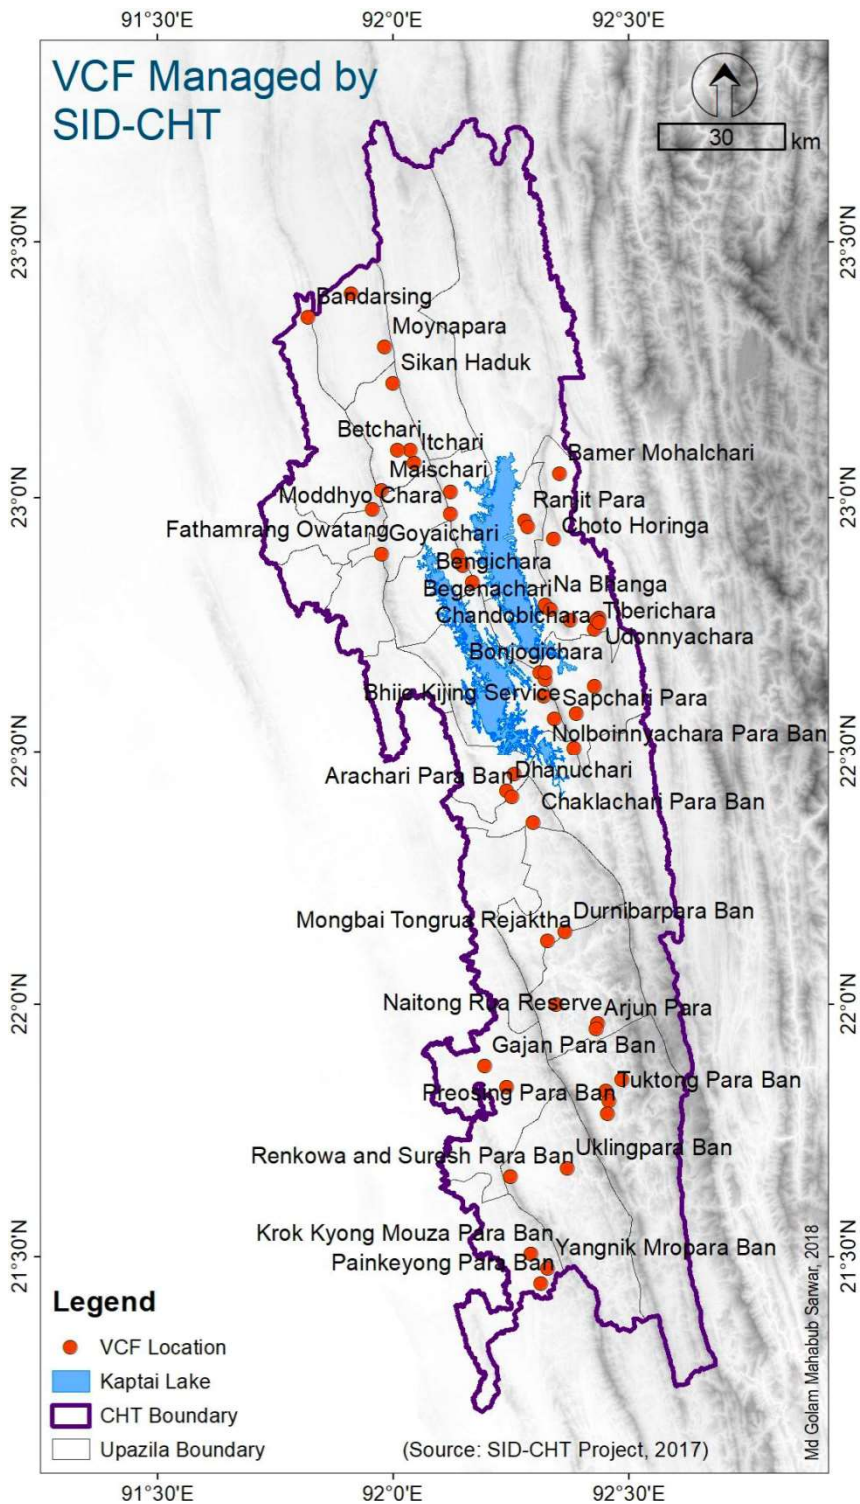 91°30'E 92°0'E 92°30'E
VCF Managed by
SID-CHT
30 km
23°30'N 23°30'N
Bandarsing
Moynapara
Sikan Haduk
Betchari
Itchari
Bamer Mohalchari
Maischari
23°0'N 23°0'N
Moddhyo Chara
Ranjit Para
Fathamrang Owatang
Goyaichari
Choto Horinga
Bengichara
Begenachari
Na Bhanga
Chandobichara
Tiberichara
Udonnyachara
Bonjogichara
Bhijo Kijing Service
Sapchari Para
Nolboinnyachara Para Ban
22°30'N 22°30'N
Arachari Para Ban
Dhanuchari
Chaklachari Para Ban
Mongbai Tongrua Rejaktha
Durnibarpara Ban
22°0'N 22°0'N
Naitong Rua Reserve
Arjun Para
Gajan Para Ban
Preosing Para Ban
Tuktong Para Ban
Renkowa and Suresh Para Ban
Uklingpara Ban
Krok Kyong Mouza Para Ban
Yangnik Mropara Ban
21°30'N 21°30'N
Painkeyong Para Ban
Legend
VCF Location
Kaptai Lake
CHT Boundary
Upazila Boundary
(Source: SID-CHT Project, 2017)
Md Golam Mahabub Sarwar, 2018
91°30'E 92°0'E 92°30'E